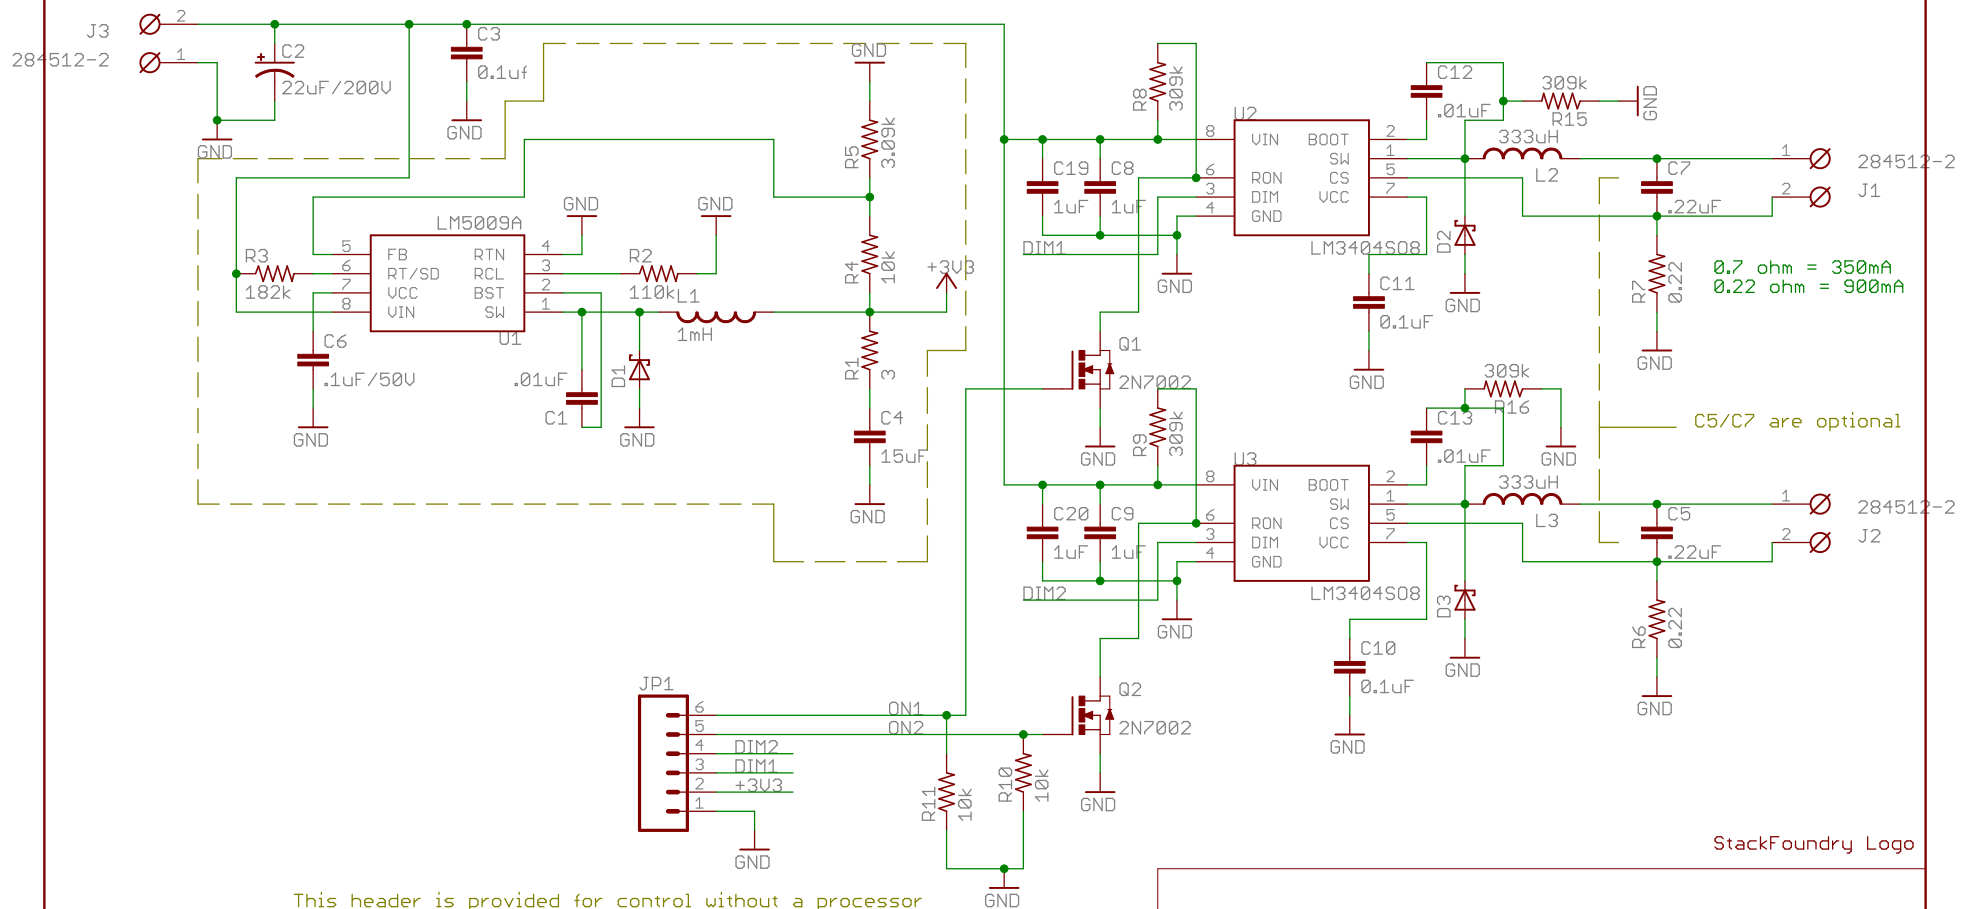 J3
2
284512-2
1
C2
22uF/200V
C3
0.1uf
GND
GND
GND
R5
3.09k
R4
10k
+3V3
R1
3
C4
15uF
GND
LM5009A
GND
GND
R3
182k
5
6
7
8
FB
RT/SD
VCC
VIN
RTN
RCL
BST
SW
4
3
2
1
U1
R2
110k
L1
1mH
C6
.1uF/50V
GND
.01uF
C1
D1
GND
R8
309k
U2
8
6
3
4
VIN
RON
DIM
GND
BOOT
SW
CS
VCC
2
1
5
7
LM3404SO8
C19
1uF
C8
1uF
DIM1
GND
C12
.01uF
309k
R15
GND
333uH
L2
C7
.22uF
1
284512-2
2
J1
D2
GND
C11
0.1uF
GND
R7
0.22
GND
0.7 ohm = 350mA
0.22 ohm = 900mA
Q1
2N7002
GND
R9
309k
U3
8
6
3
4
VIN
RON
DIM
GND
BOOT
SW
CS
VCC
2
1
5
7
LM3404SO8
C20
1uF
C9
1uF
DIM2
GND
309k
R16
C13
.01uF
GND
333uH
L3
C5/C7 are optional
C5
.22uF
1
284512-2
2
J2
D3
GND
C10
0.1uF
GND
R6
0.22
GND
Q2
2N7002
GND
JP1
6
5
4
3
2
1
ON1
ON2
DIM2
DIM1
+3V3
GND
R11
10k
R10
10k
GND
StackFoundry Logo
This header is provided for control without a processor